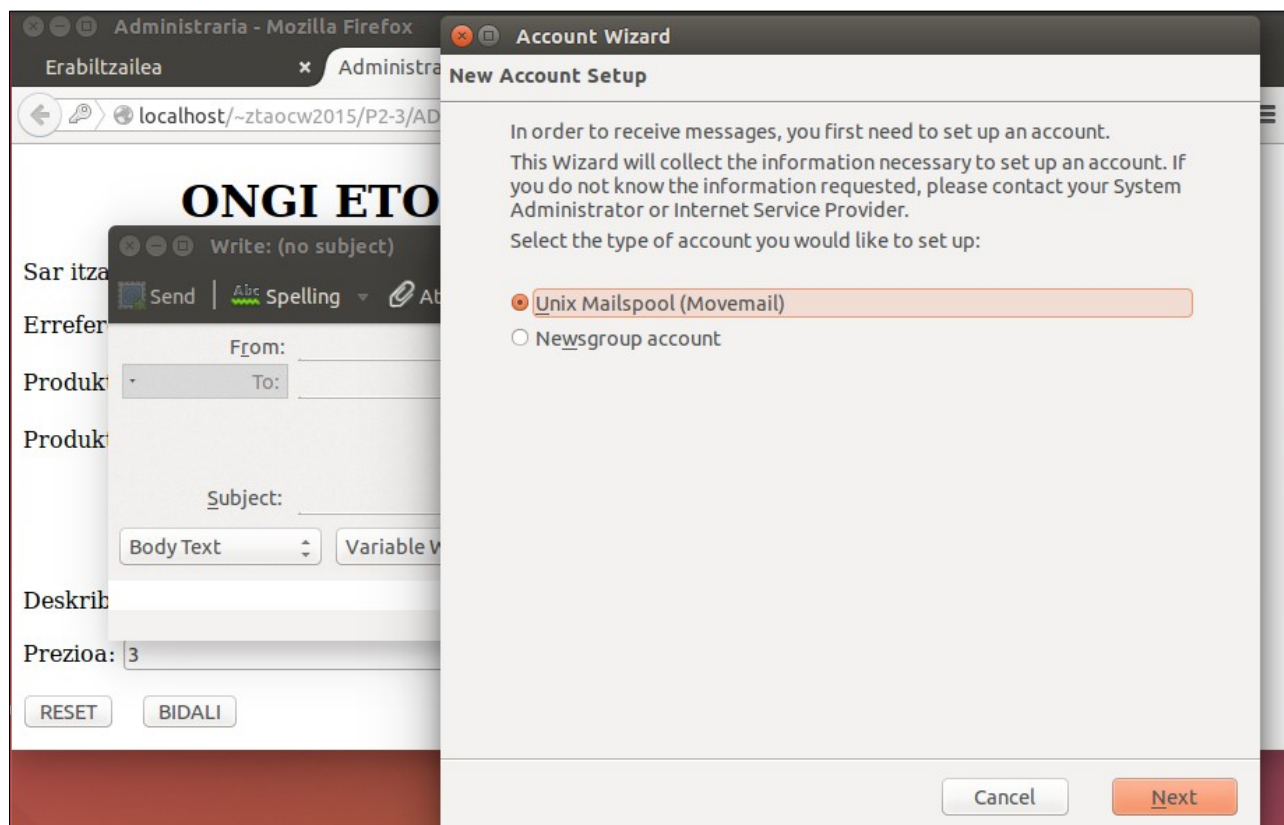 Administraria - Mozilla Firefox
Erabiltzailea
Administra
localhost/~ztaocw2015/P2-3/AD
ONGI ETO
Sar itza
Errefer
Produkt
Produkt
Deskrib
Prezioa: 3
RESET BIDALI
Write: (no subject)
Send Abc Spelling At
From:
To:
Subject:
Body Text Variable W
Account Wizard
New Account Setup
In order to receive messages, you first need to set up an account.
This Wizard will collect the information necessary to set up an account. If
you do not know the information requested, please contact your System
Administrator or Internet Service Provider.
Select the type of account you would like to set up:
Unix Mailspool (Movemail)
Newsgroup account
Cancel Next